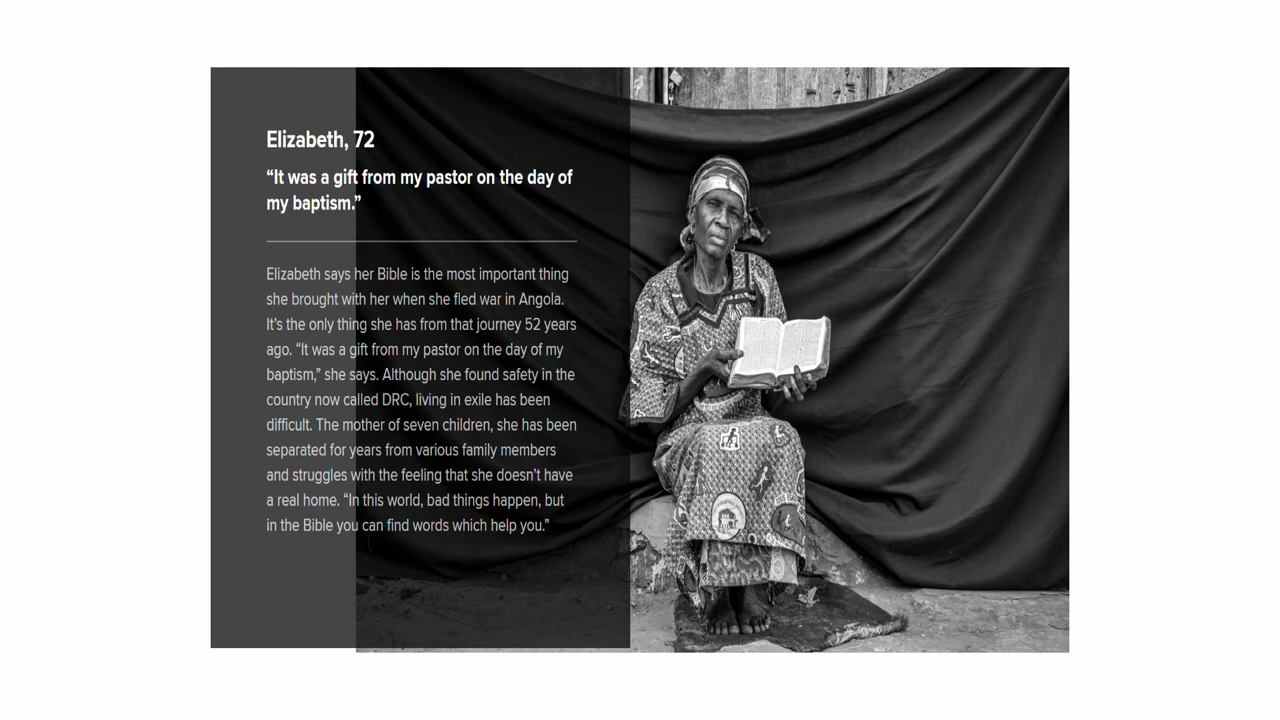 Elizabeth, 72
“It was a gift from my pastor on the day of
my baptism.”
Elizabeth says her Bible is the most important thing
she brought with her when she fled war in Angola.
It’s the only thing she has from that journey 52 years
ago. “It was a gift from my pastor on the day of my
baptism,” she says. Although she found safety in the
country now called DRC, living in exile has been
difficult. The mother of seven children, she has been
separated for years from various family members
and struggles with the feeling that she doesn’t have
a real home. “In this world, bad things happen, but
in the Bible you can find words which help you.”